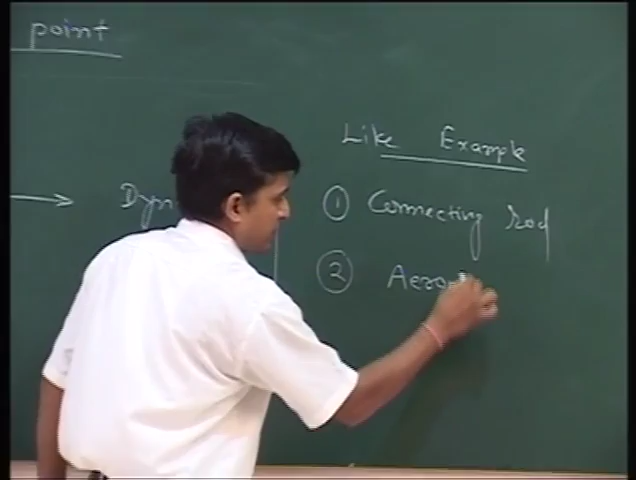 point
Dyn
Like Example
① Connecting rod
② Aero